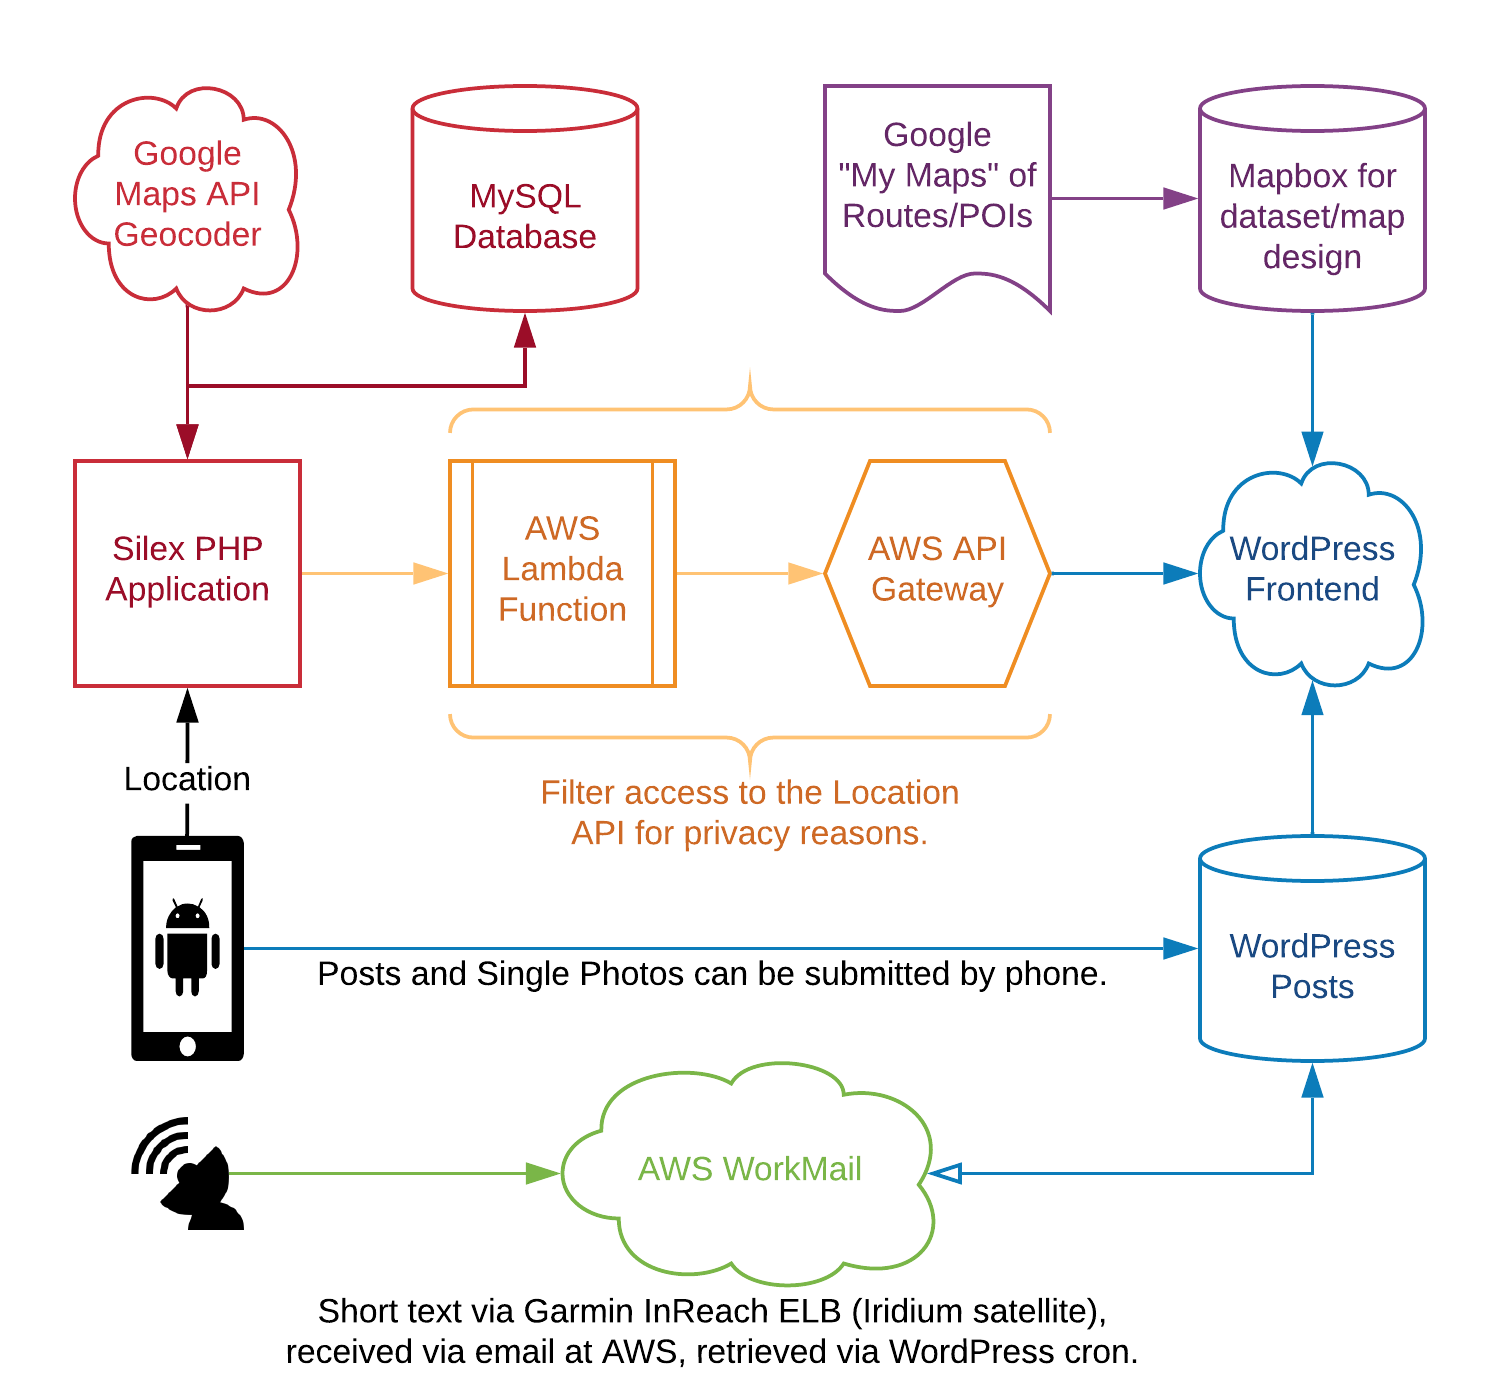 Google
Maps API
Geocoder
MySQL
Database
Google
"My Maps" of
Routes/POIs
Mapbox for
dataset/map
design
Silex PHP
Application
AWS
Lambda
Function
AWS API
Gateway
WordPress
Frontend
Location
Filter access to the Location
API for privacy reasons.
Posts and Single Photos can be submitted by phone.
WordPress
Posts
AWS WorkMail
Short text via Garmin InReach ELB (Iridium satellite),
received via email at AWS, retrieved via WordPress cron.